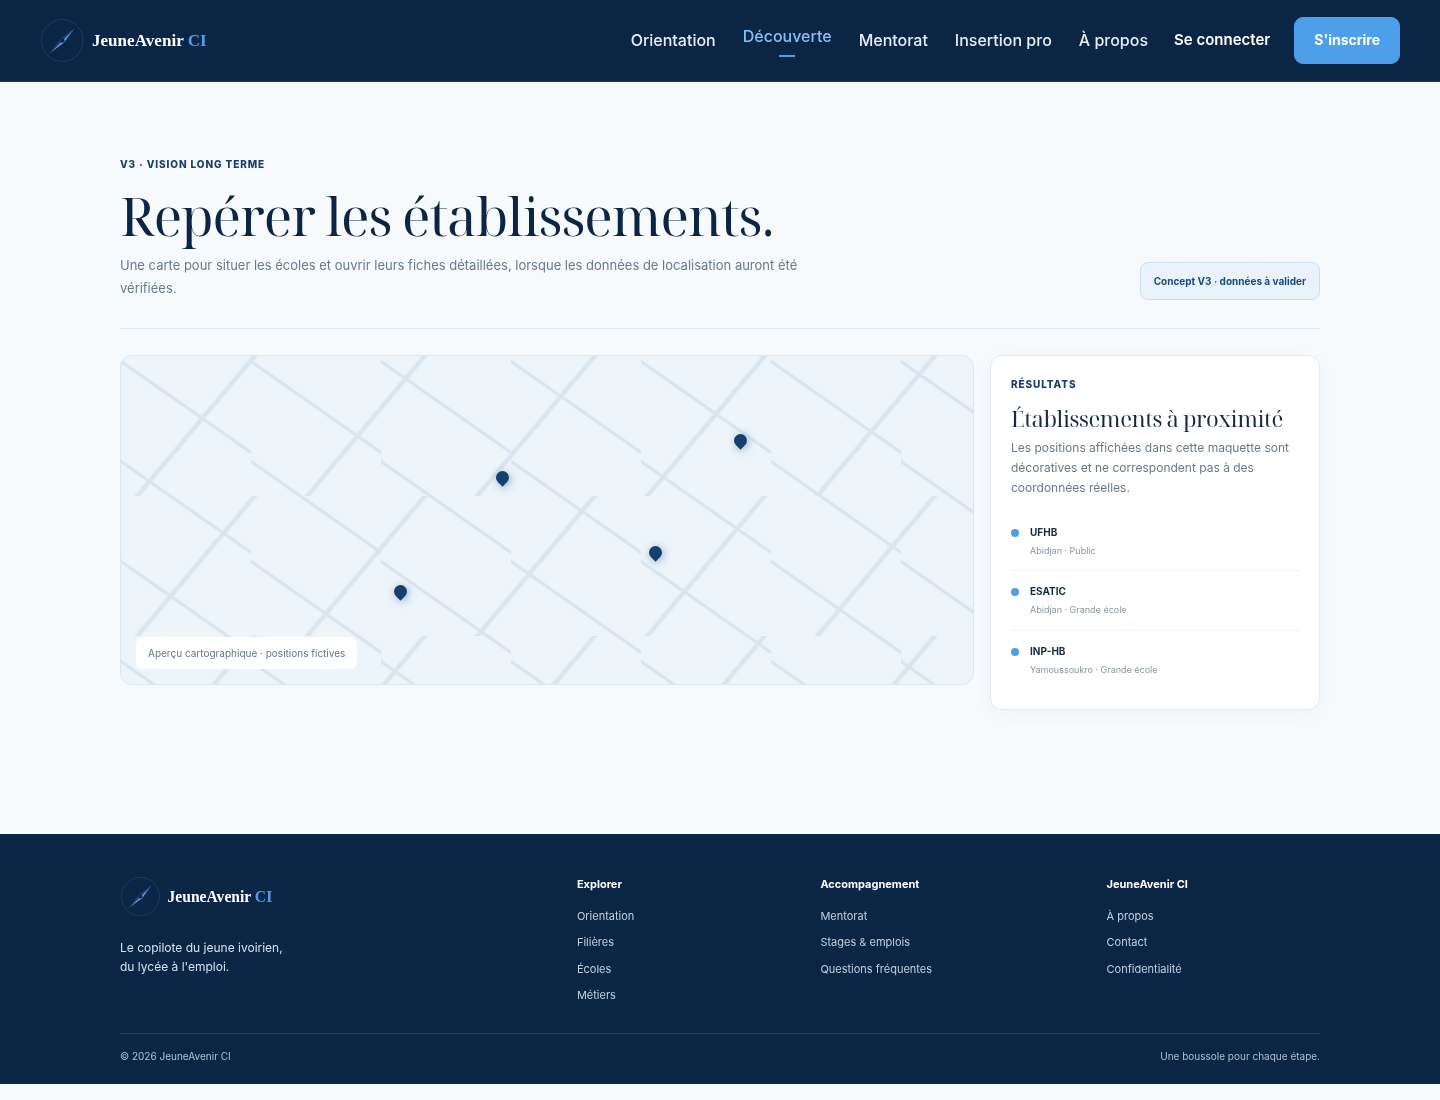 JeuneAvenir CI
Orientation
Découverte
Mentorat
Insertion pro
À propos
Se connecter
S'inscrire
V3 · VISION LONG TERME
Repérer les établissements.
Une carte pour situer les écoles et ouvrir leurs fiches détaillées, lorsque les données de localisation auront été
vérifiées.
Concept V3 · données à valider
Aperçu cartographique · positions fictives
RÉSULTATS
Établissements à proximité
Les positions affichées dans cette maquette sont
décoratives et ne correspondent pas à des
coordonnées réelles.
UFHB
Abidjan · Public
ESATIC
Abidjan · Grande école
INP-HB
Yamoussoukro · Grande école
JeuneAvenir CI
Le copilote du jeune ivoirien,
du lycée à l'emploi.
Explorer
Orientation
Filières
Écoles
Métiers
Accompagnement
Mentorat
Stages & emplois
Questions fréquentes
JeuneAvenir CI
À propos
Contact
Confidentialité
© 2026 JeuneAvenir CI
Une boussole pour chaque étape.